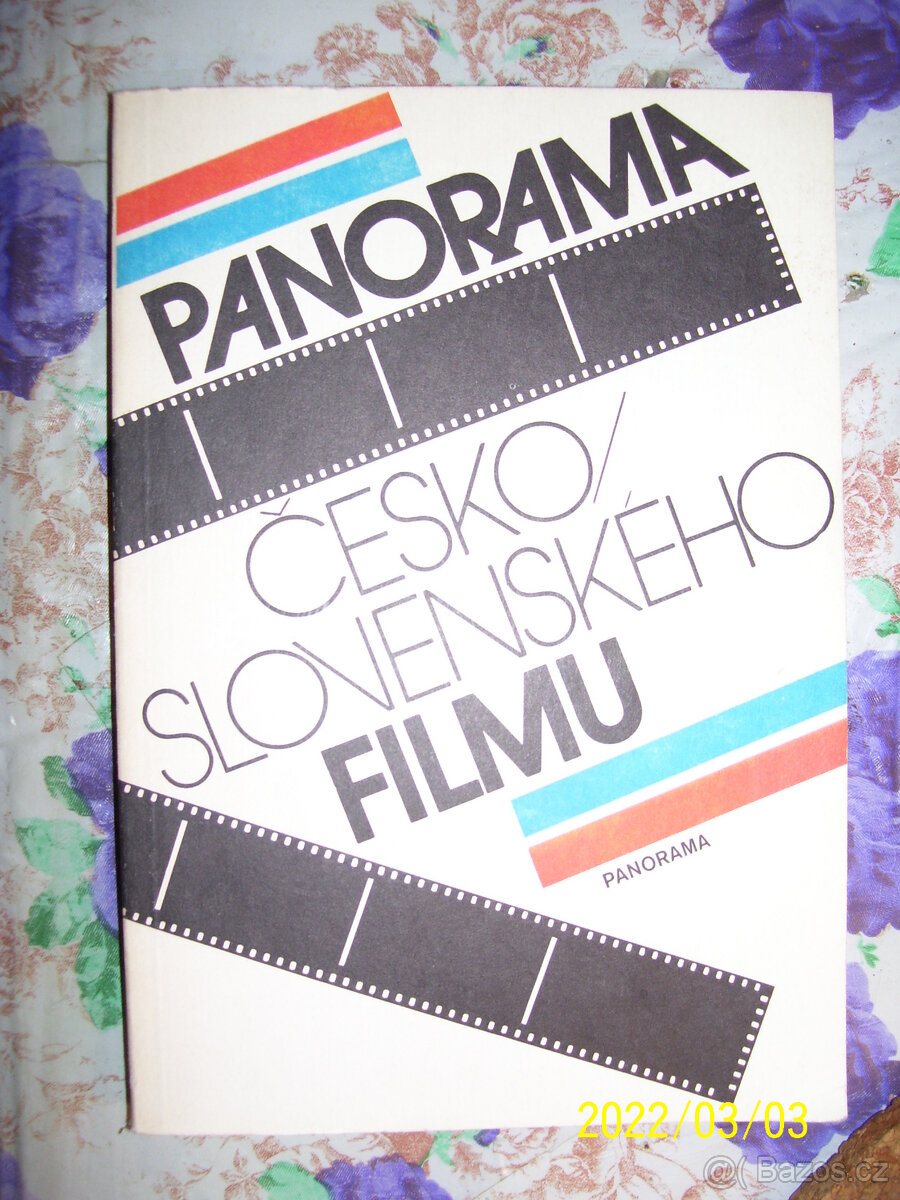 PANORAMA
ČESKO/
SLOVENSKÉHO
FILMU
PANORAMA
2022/03/03
@( Bazos.cz